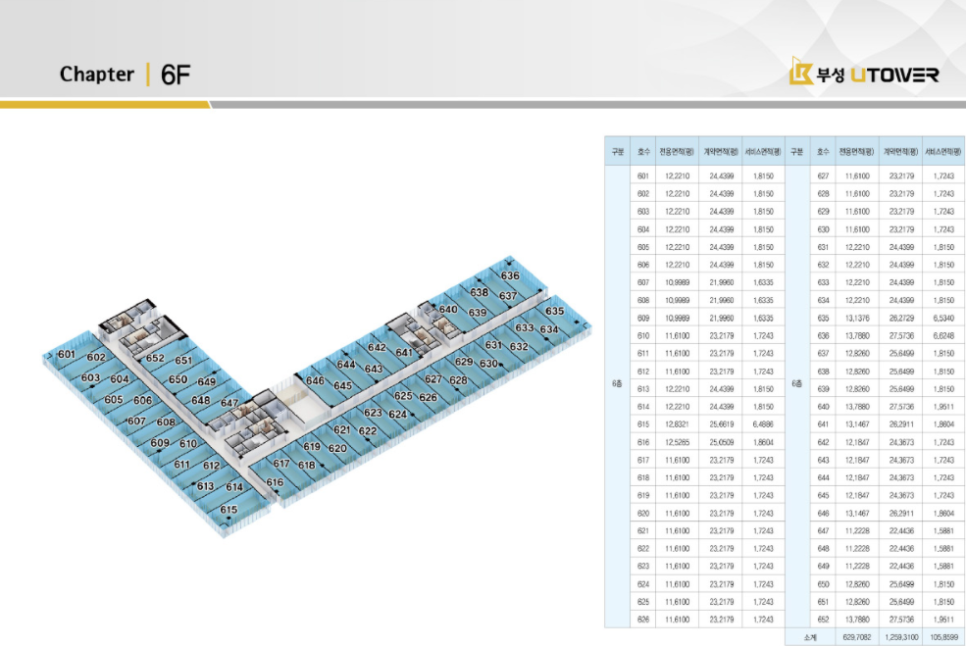 Chapter | 6F
부성 UTOWER
구분 호수 전용면적(평) 계약면적(평) 서비스면적(평) 구분 호수 전용면적(평) 계약면적(평) 서비스면적(평)
6층 6층
601 12,2210 24,4399 1,8150 627 11,6100 23,2179 1,7243
602 12,2210 24,4399 1,8150 628 11,6100 23,2179 1,7243
603 12,2210 24,4399 1,8150 629 11,6100 23,2179 1,7243
604 12,2210 24,4399 1,8150 630 11,6100 23,2179 1,7243
605 12,2210 24,4399 1,8150 631 12,2210 24,4399 1,8150
606 12,2210 24,4399 1,8150 632 12,2210 24,4399 1,8150
607 10,9989 21,9960 1,6335 633 12,2210 24,4399 1,8150
608 10,9989 21,9960 1,6335 634 12,2210 24,4399 1,8150
609 10,9989 21,9960 1,6335 635 13,1376 26,2729 6,5340
610 11,6100 23,2179 1,7243 636 13,7880 27,5736 6,6248
611 11,6100 23,2179 1,7243 637 12,8260 25,6499 1,8150
612 11,6100 23,2179 1,7243 638 12,8260 25,6499 1,8150
613 12,2210 24,4399 1,8150 639 12,8260 25,6499 1,8150
614 12,2210 24,4399 1,8150 640 13,7880 27,5736 1,9511
615 12,8321 25,6619 6,4886 641 13,1467 26,2911 1,8604
616 12,5265 25,0509 1,8604 642 12,1847 24,3673 1,7243
617 11,6100 23,2179 1,7243 643 12,1847 24,3673 1,7243
618 11,6100 23,2179 1,7243 644 12,1847 24,3673 1,7243
619 11,6100 23,2179 1,7243 645 12,1847 24,3673 1,7243
620 11,6100 23,2179 1,7243 646 13,1467 26,2911 1,8604
621 11,6100 23,2179 1,7243 647 11,2228 22,4436 1,5881
622 11,6100 23,2179 1,7243 648 11,2228 22,4436 1,5881
623 11,6100 23,2179 1,7243 649 11,2228 22,4436 1,5881
624 11,6100 23,2179 1,7243 650 12,8260 25,6499 1,8150
625 11,6100 23,2179 1,7243 651 12,8260 25,6499 1,8150
626 11,6100 23,2179 1,7243 652 13,7880 27,5736 1,9511
소계 629,7082 1,259,3100 105,8599
636
638 637
640 639 635
633 634
642 641 631 632
644 643 629 630
601 602 652 651 646 645 627 628
603 604 650 649 625 626
605 606 648 647 623 624
607 608 621 622
609 610 619 620
611 612 617 618
613 614 616
615